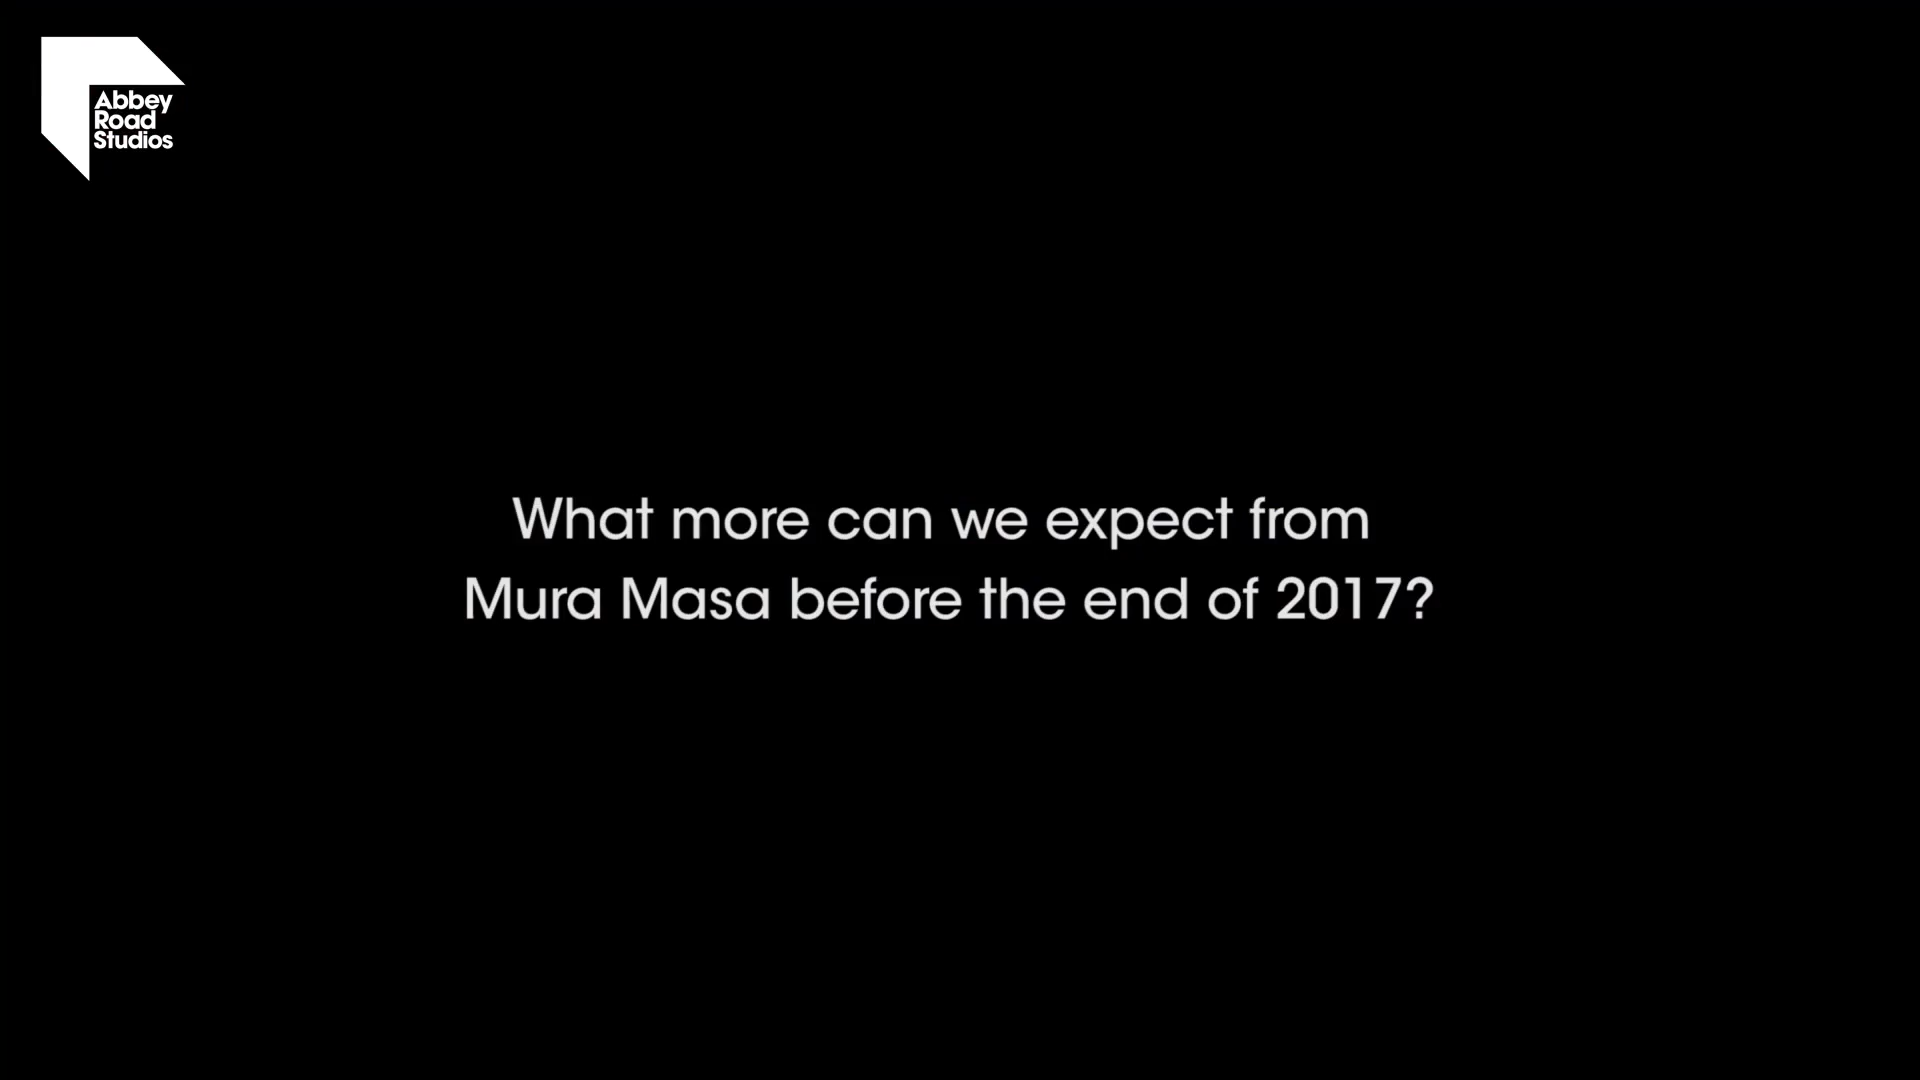 Abbey
Road
Studios
What more can we expect from
Mura Masa before the end of 2017?